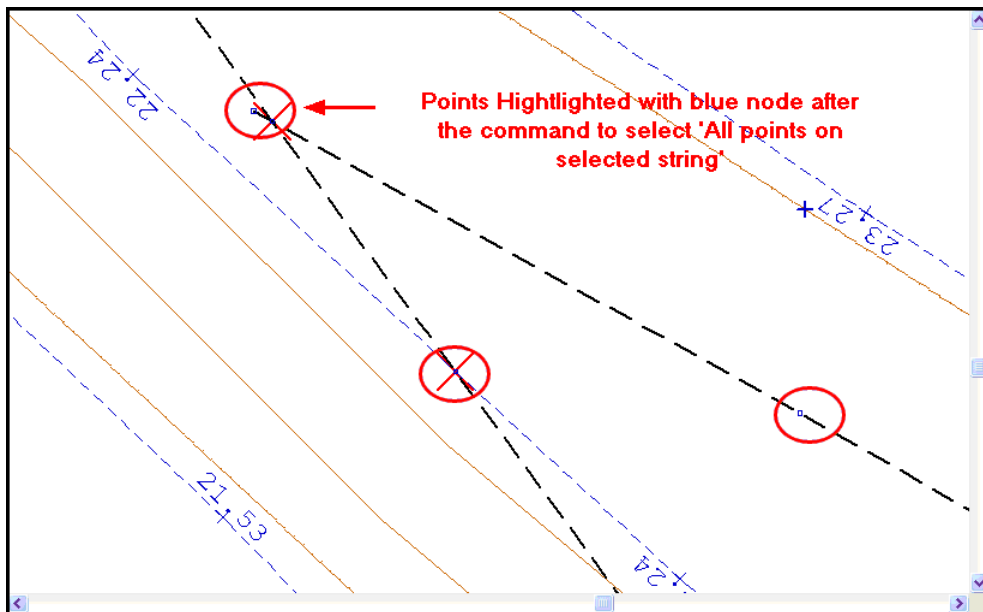 22,24
Points Hightlighted with blue node after
the command to select 'All points on
selected string'
23,27
21,53
24,